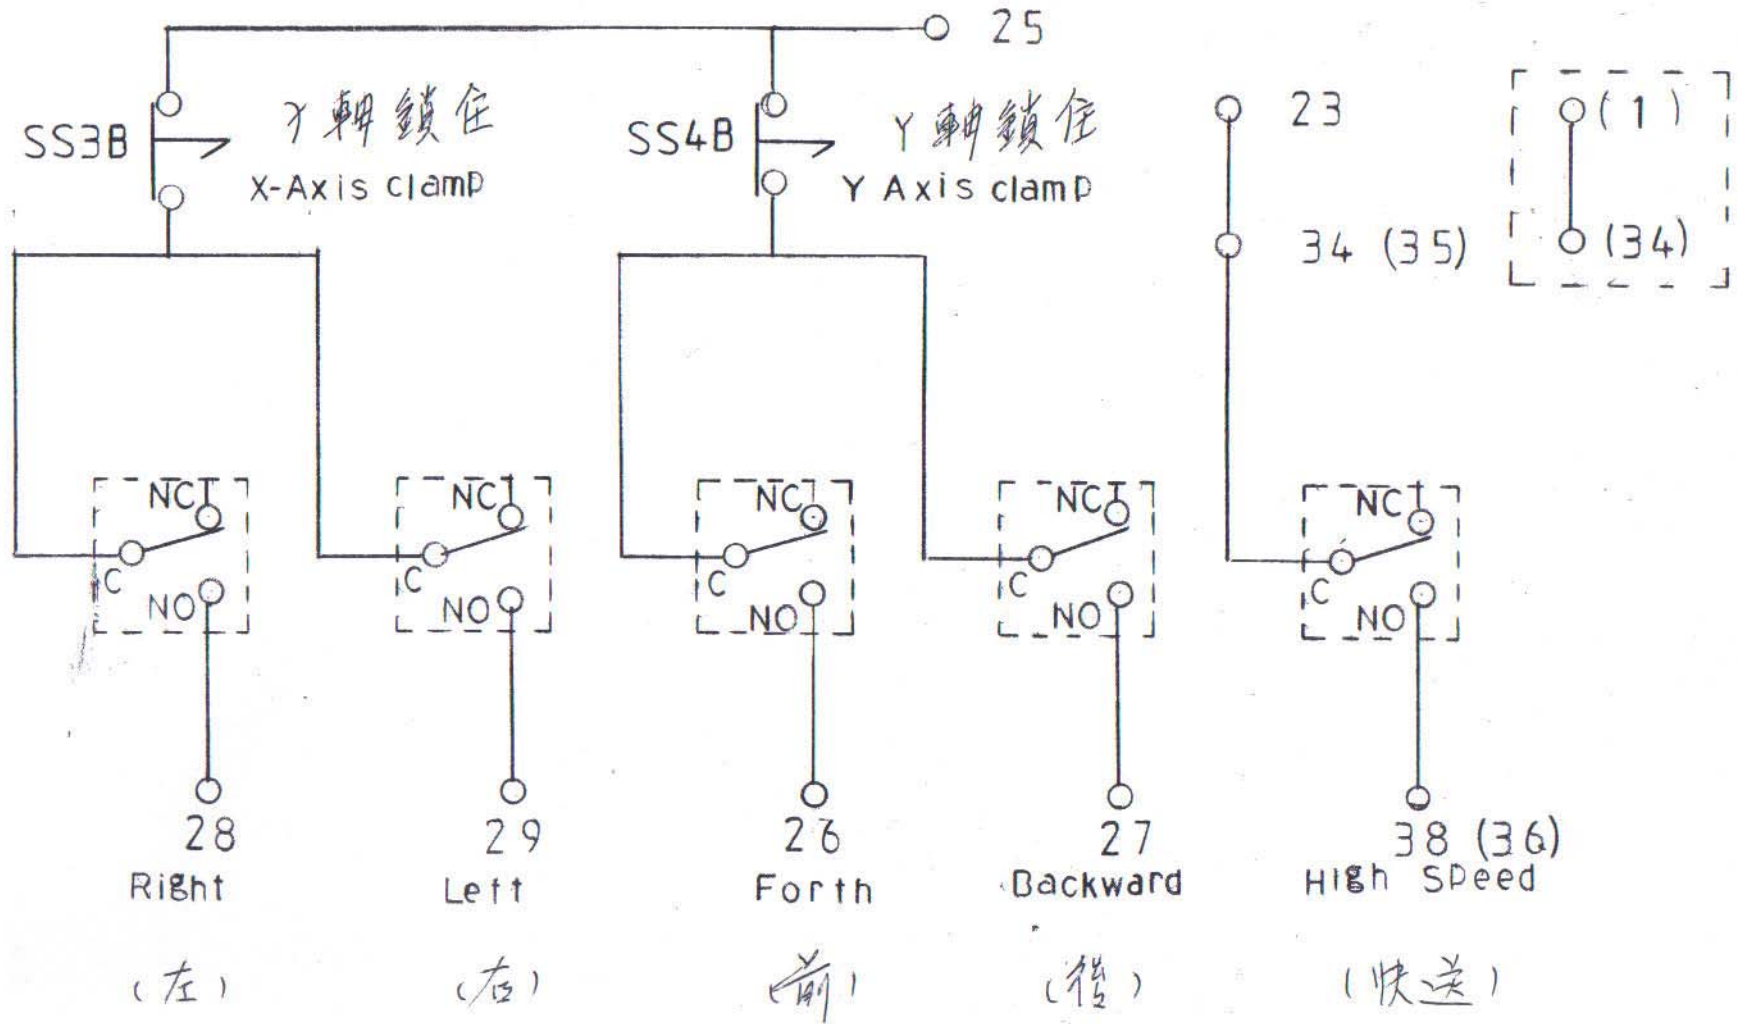 25
SS3B
X軸鎖住
X-Axis clamp
SS4B
Y軸鎖住
Y Axis clamp
23
(1)
34 (35)
(34)
NC
C
NO
NC
C
NO
NC
C
NO
NC
C
NO
NC
C
NO
28
Right
(左)
29
Left
(右)
26
Forth
(前)
27
Backward
(後)
38 (36)
High Speed
(快送)